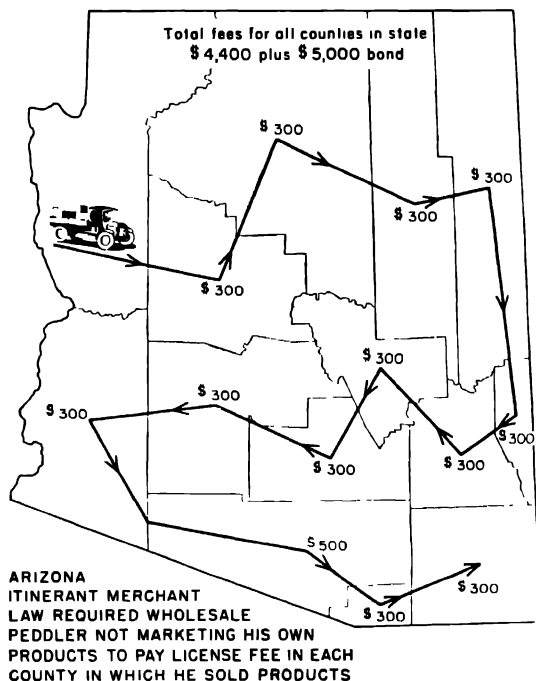 Total fees for all counties in state
$4,400 plus $5,000 bond
$300
$300
$300
$300
$300
$300
$300
$300
$300
$300
$500
$300
$300
ARIZONA
ITINERANT MERCHANT
LAW REQUIRED WHOLESALE
PEDDLER NOT MARKETING HIS OWN
PRODUCTS TO PAY LICENSE FEE IN EACH
COUNTY IN WHICH HE SOLD PRODUCTS